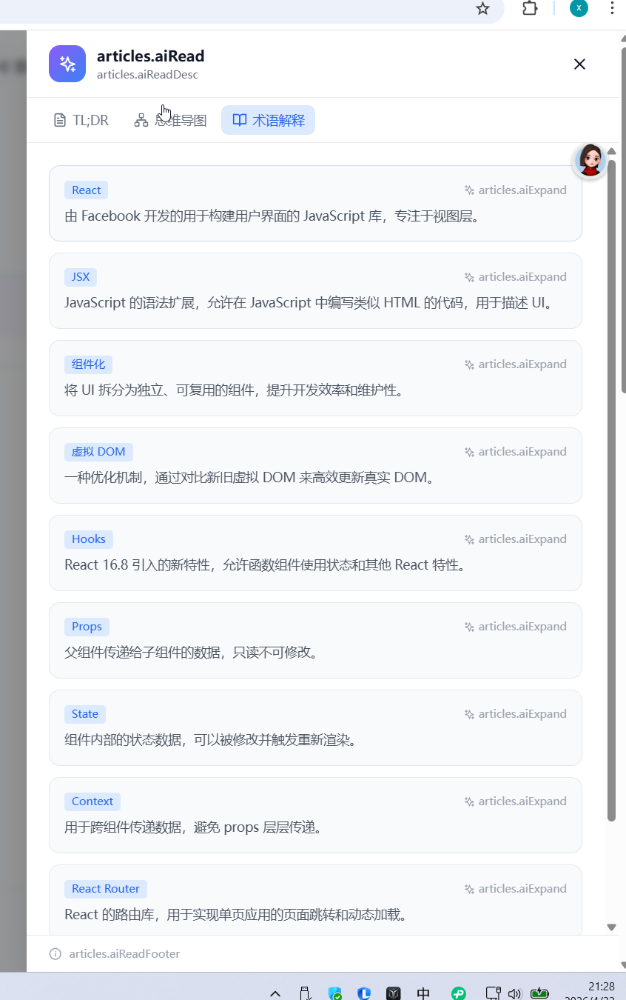 x
articles.aiRead
articles.aiReadDesc
TL;DR 思维导图 术语解释
React articles.aiExpand
由 Facebook 开发的用于构建用户界面的 JavaScript 库，专注于视图层。
JSX articles.aiExpand
JavaScript 的语法扩展，允许在 JavaScript 中编写类似 HTML 的代码，用于描述 UI。
组件化 articles.aiExpand
将 UI 拆分为独立、可复用的组件，提升开发效率和维护性。
虚拟 DOM articles.aiExpand
一种优化机制，通过对比新旧虚拟 DOM 来高效更新真实 DOM。
Hooks articles.aiExpand
React 16.8 引入的新特性，允许函数组件使用状态和其他 React 特性。
Props articles.aiExpand
父组件传递给子组件的数据，只读不可修改。
State articles.aiExpand
组件内部的状态数据，可以被修改并触发重新渲染。
Context articles.aiExpand
用于跨组件传递数据，避免 props 层层传递。
React Router articles.aiExpand
React 的路由库，用于实现单页应用的页面跳转和动态加载。
articles.aiReadFooter
中 21:28